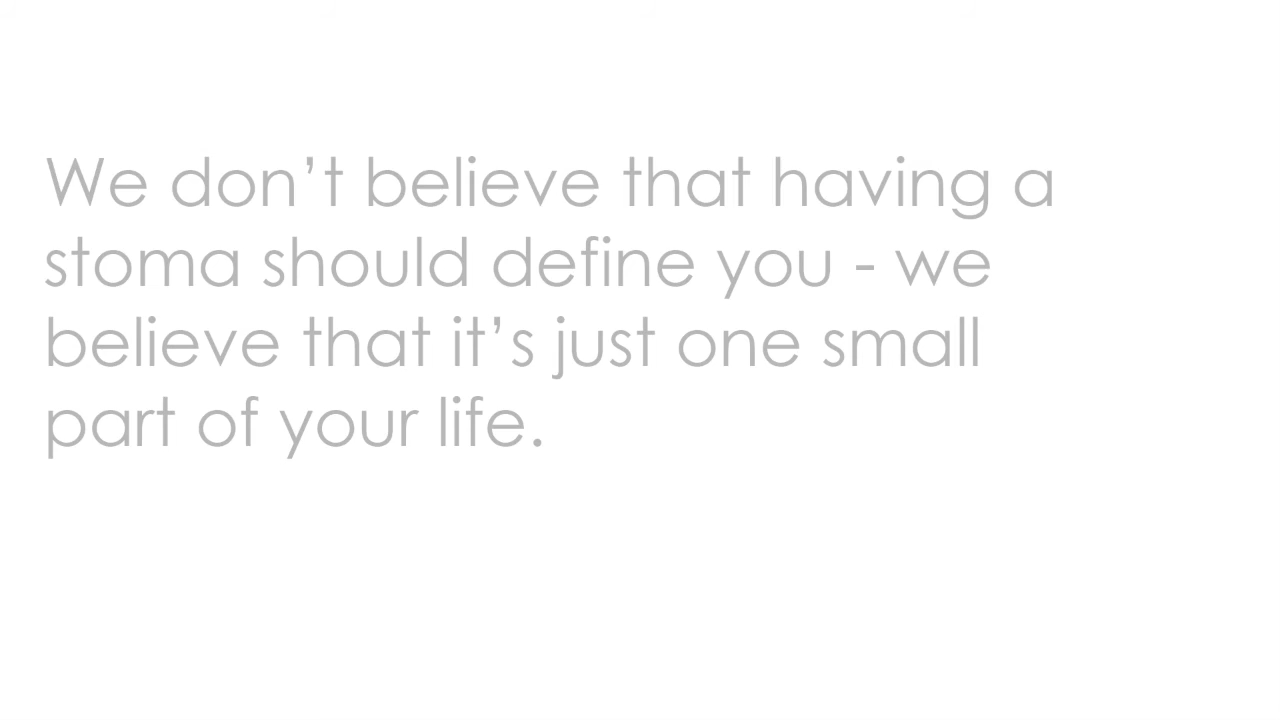 We don’t believe that having a
stoma should define you - we
believe that it’s just one small
part of your life.